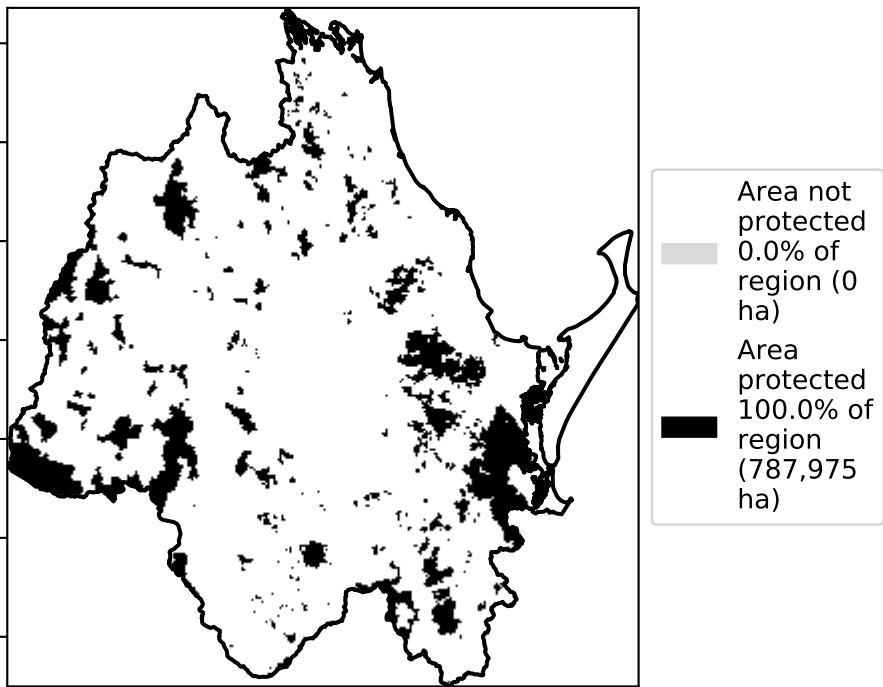 Area not
protected
0.0% of
region (0
ha)
Area
protected
100.0% of
region
(787,975
ha)